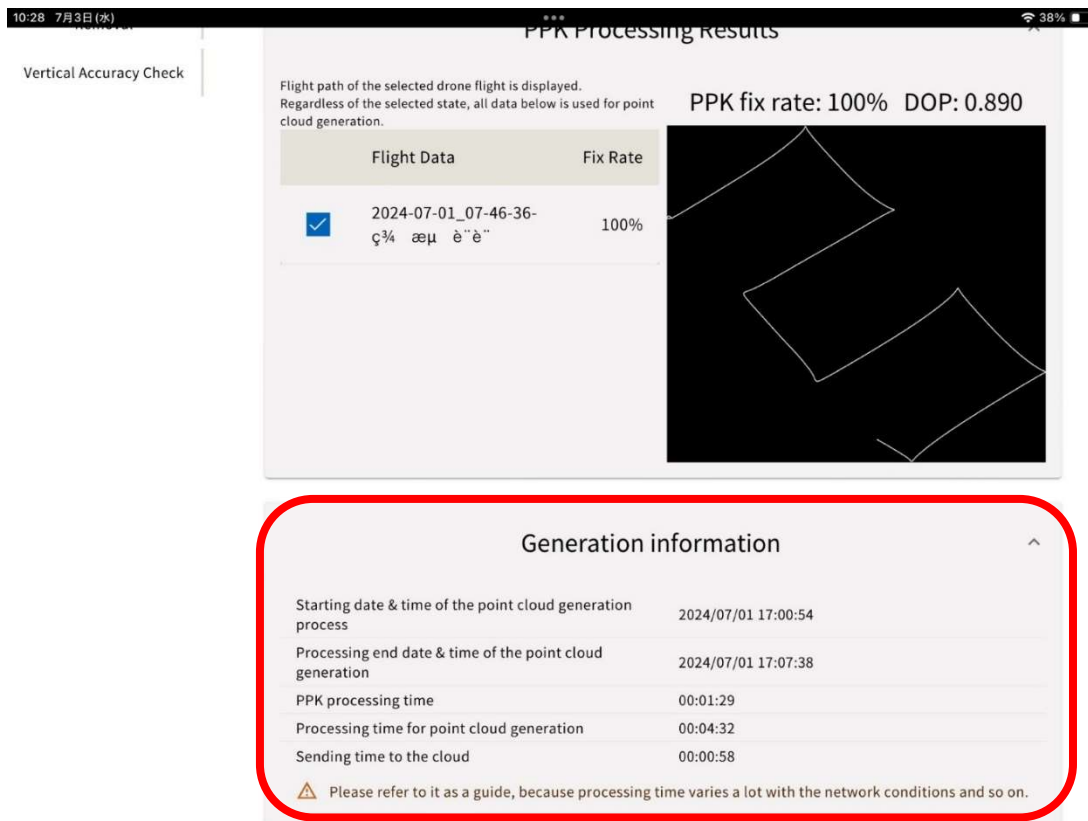 10:28 7月3日(水)
38%
Vertical Accuracy Check
PPK Processing Results
Flight path of the selected drone flight is displayed.
Regardless of the selected state, all data below is used for point
cloud generation.
PPK fix rate: 100% DOP: 0.890
Flight Data Fix Rate
2024-07-01_07-46-36-
ç¾ æµ è¨è¨ 100%
Generation information
Starting date & time of the point cloud generation
process
2024/07/01 17:00:54
Processing end date & time of the point cloud
generation
2024/07/01 17:07:38
PPK processing time 00:01:29
Processing time for point cloud generation 00:04:32
Sending time to the cloud 00:00:58
Please refer to it as a guide, because processing time varies a lot with the network conditions and so on.